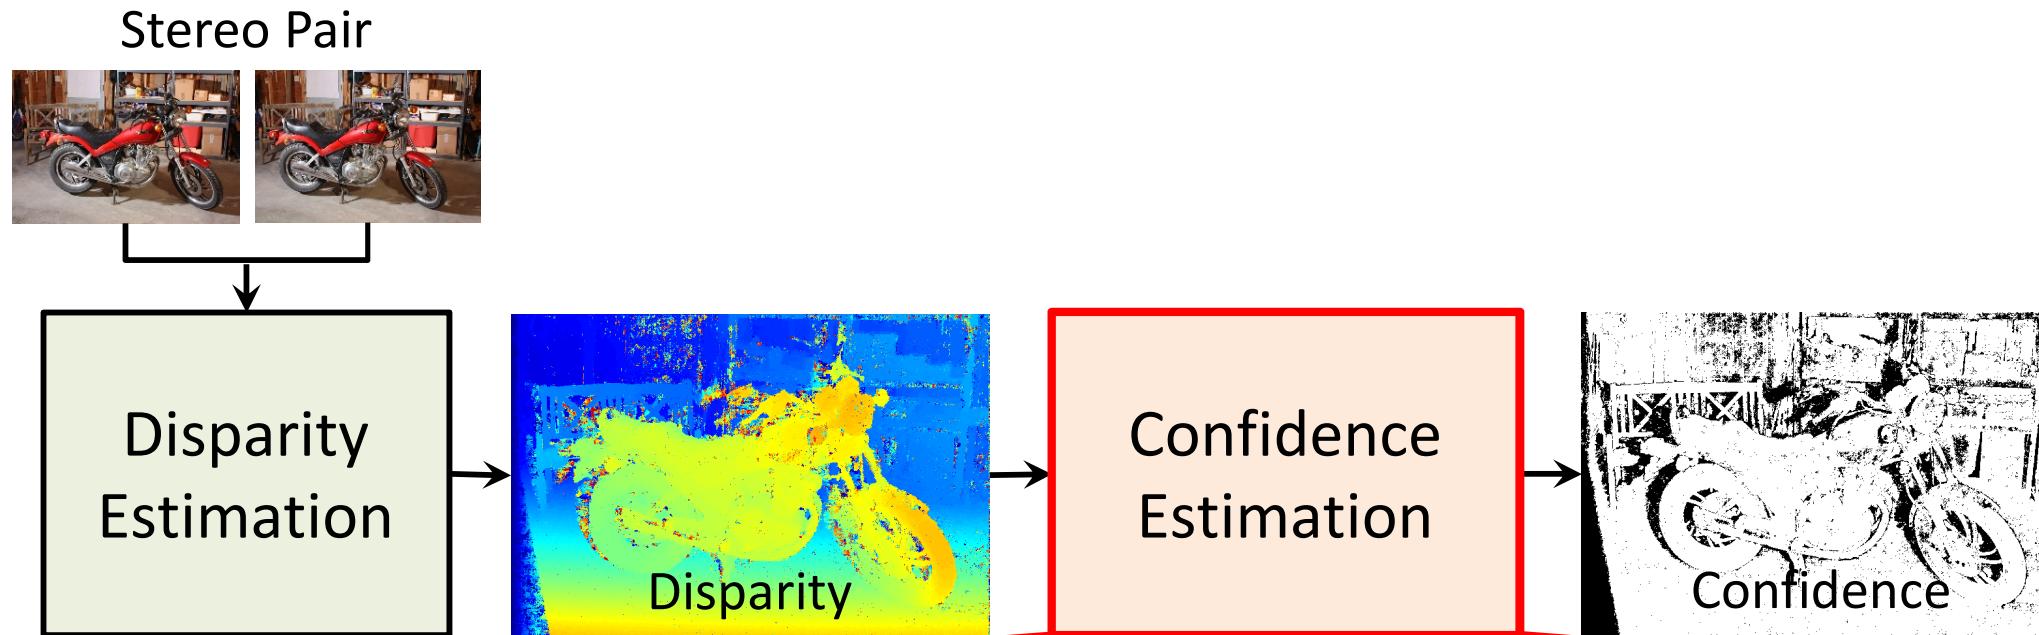 Stereo Pair
Disparity
Estimation
Disparity
Confidence
Estimation
Confidence